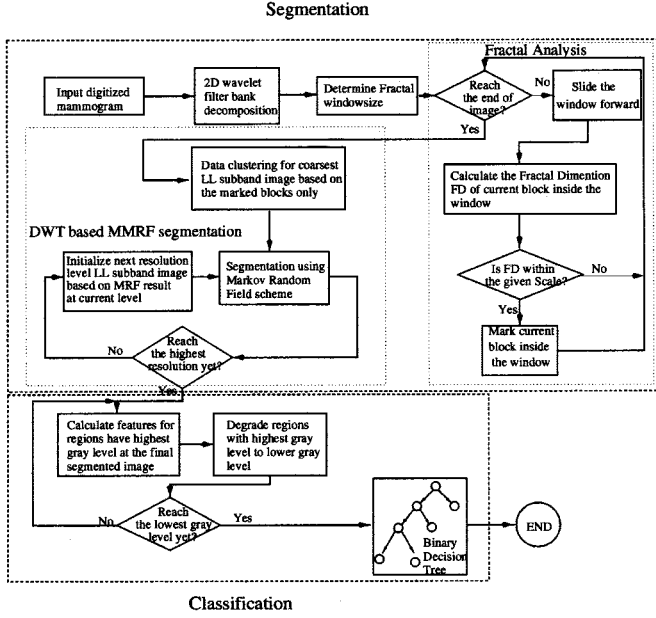 Segmentation
Fractal Analysis
Input digitized
mammogram
2D wavelet
filter bank
decomposition
Determine Fractal
windowsize
Reach
the end of
image?
No
Slide the
window forward
Yes
Data clustering for coarsest
LL subband image based on
the marked blocks only
Calculate the Fractal Dimention
FD of current block inside the
window
DWT based MMRF segmentation
Initialize next resolution
level LL subband image
based on MRF result
at current level
Segmentation using
Markov Random
Field scheme
Is FD within
the given Scale?
No
Yes
Mark current
block inside
the window
Reach
the highest
resolution yet?
No
Yes
Calculate features for
regions have highest
gray level at the final
segmented image
Degrade regions
with highest gray
level to lower gray
level
Reach
the lowest gray
level yet?
No
Yes
Binary
Decision
Tree
END
Classification